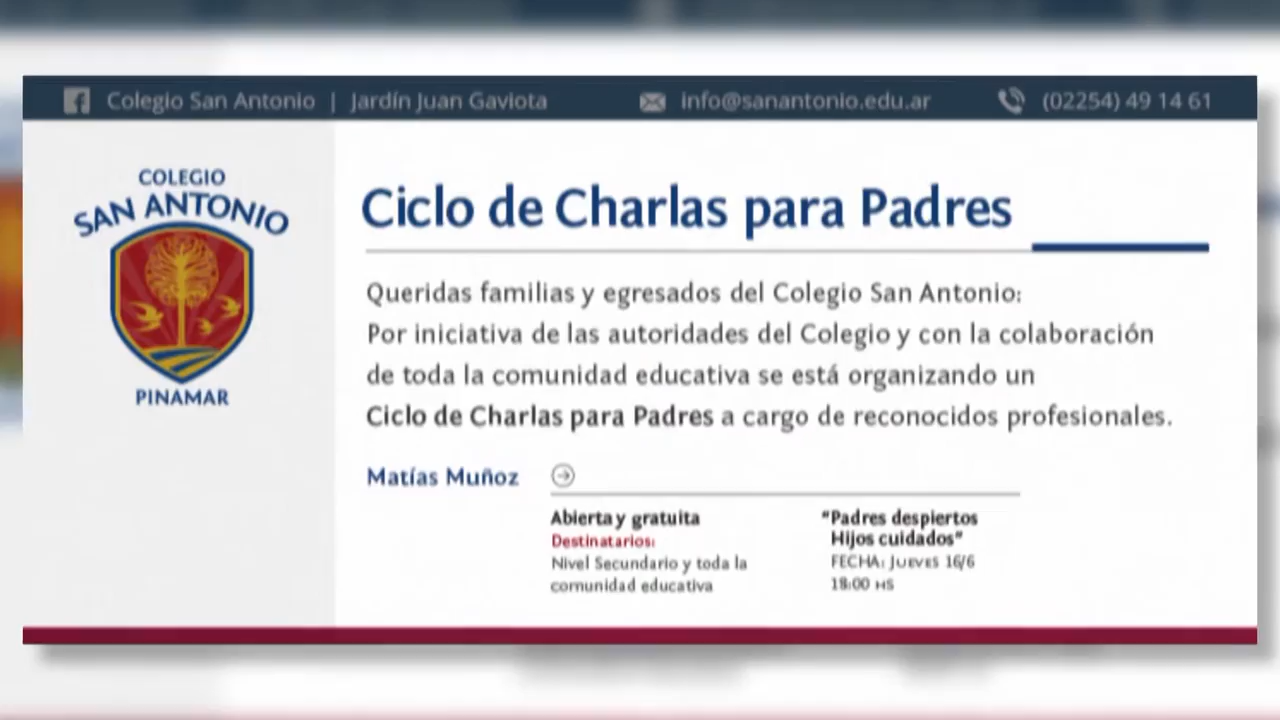 Colegio San Antonio | Jardín Juan Gaviota
info@sanantonio.edu.ar
(02254) 49 14 61
COLEGIO
SAN ANTONIO
PINAMAR
Ciclo de Charlas para Padres
Queridas familias y egresados del Colegio San Antonio:
Por iniciativa de las autoridades del Colegio y con la colaboración
de toda la comunidad educativa se está organizando un
Ciclo de Charlas para Padres a cargo de reconocidos profesionales.
Matías Muñoz
Abierta y gratuita
Destinatarios:
Nivel Secundario y toda la
comunidad educativa
"Padres despiertos
Hijos cuidados"
FECHA: Jueves 16/6
18:00 HS